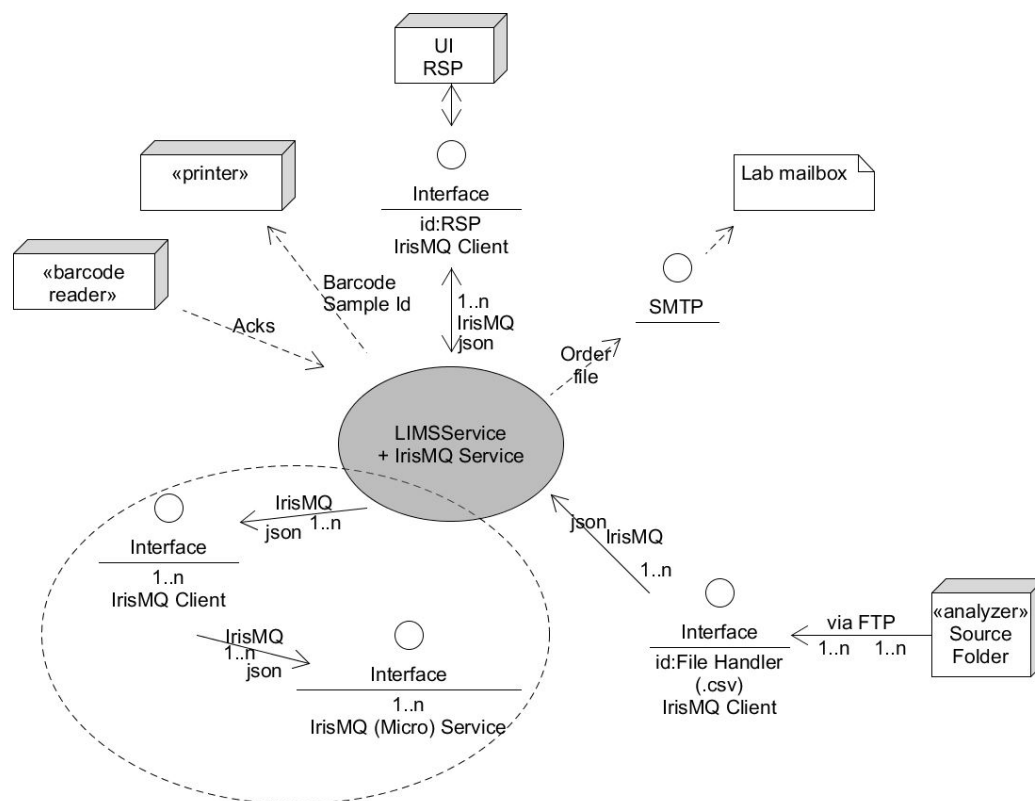 UI
RSP
«printer»
Interface
id:RSP
IrisMQ Client
Lab mailbox
«barcode
reader»
Barcode
Sample Id
SMTP
Acks
1..n
IrisMQ
json
Order
file
LIMSService
+ IrisMQ Service
IrisMQ
json 1..n
Interface
1..n
IrisMQ Client
json
IrisMQ
1..n
IrisMQ
1..n
json
Interface
1..n
IrisMQ (Micro) Service
Interface
id:File Handler
(.csv)
IrisMQ Client
via FTP
1..n 1..n
«analyzer»
Source
Folder